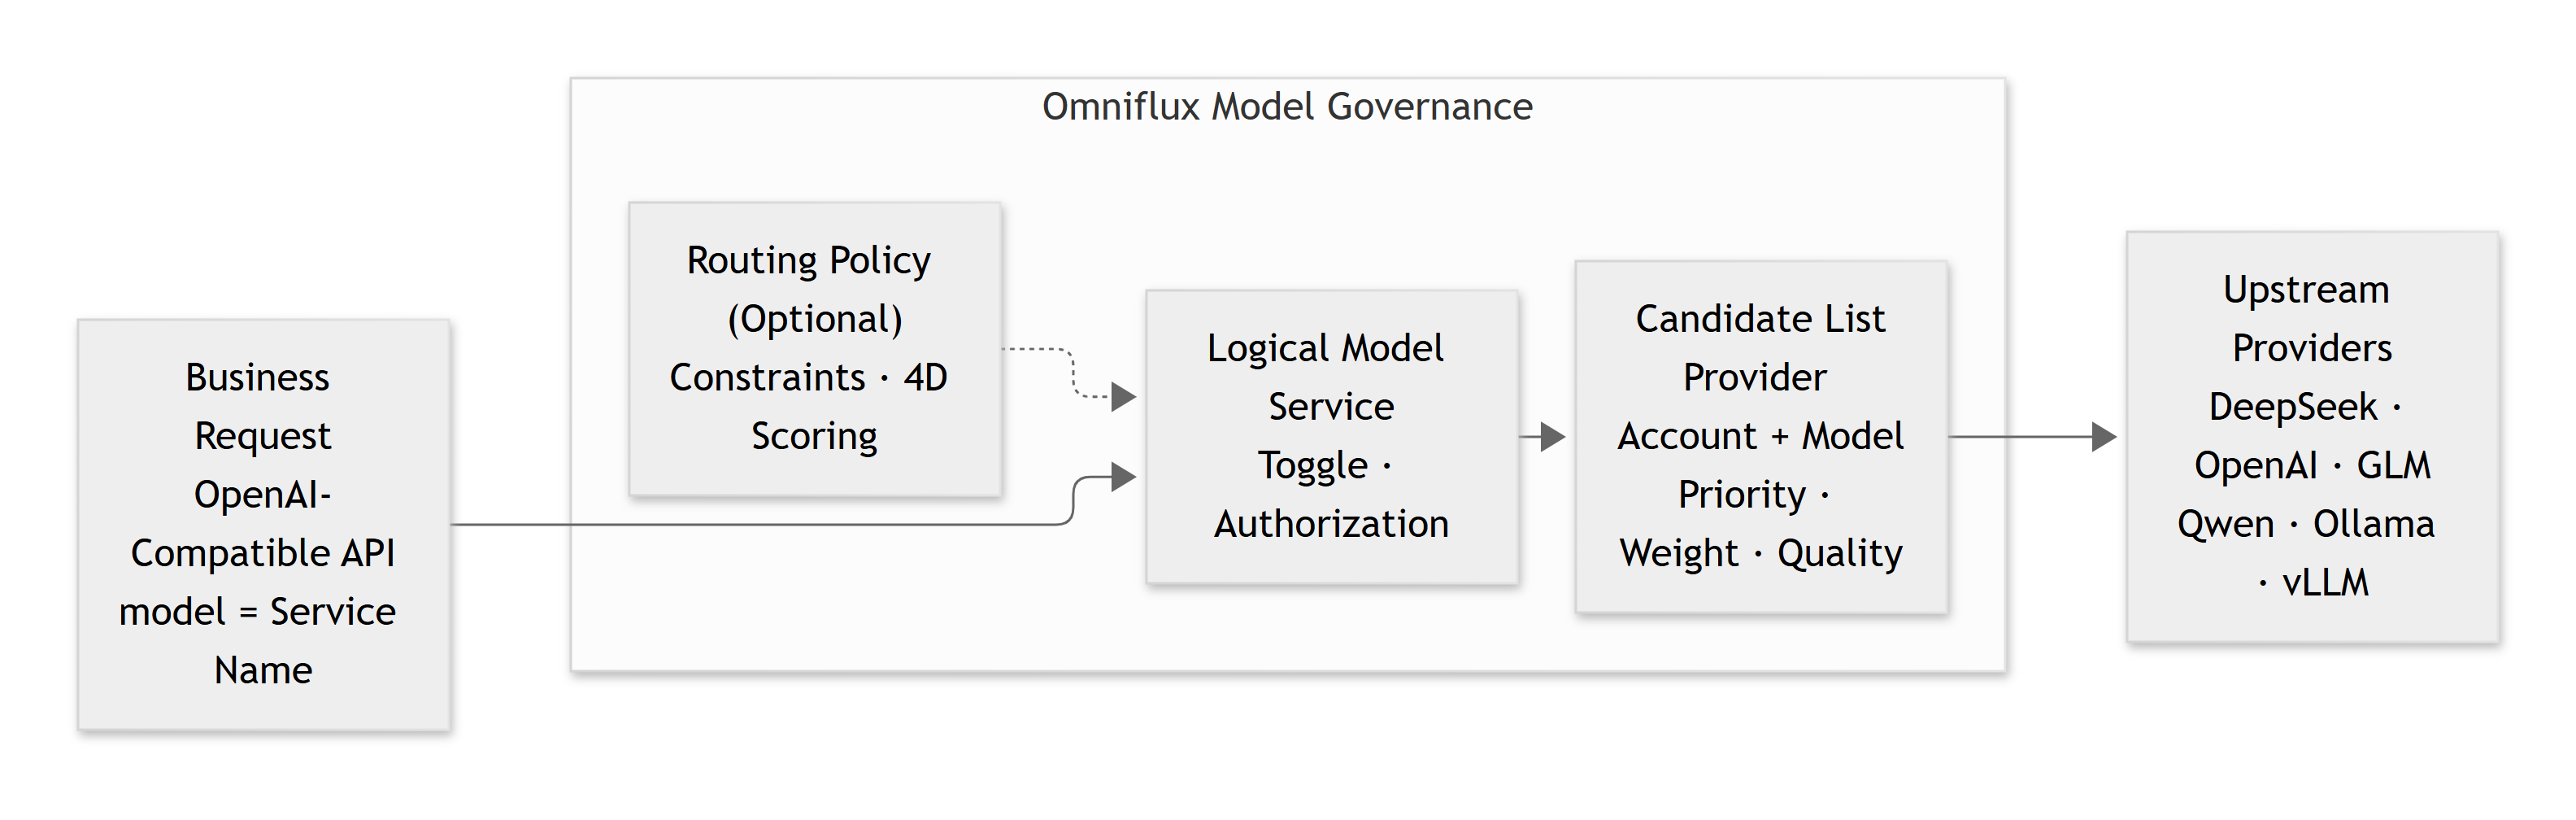 Omniflux Model Governance
Business
Request
OpenAI-
Compatible API
model = Service
Name
Routing Policy
(Optional)
Constraints · 4D
Scoring
Logical Model
Service
Toggle ·
Authorization
Candidate List
Provider
Account + Model
Priority ·
Weight · Quality
Upstream
Providers
DeepSeek ·
OpenAI · GLM
Qwen · Ollama
· vLLM